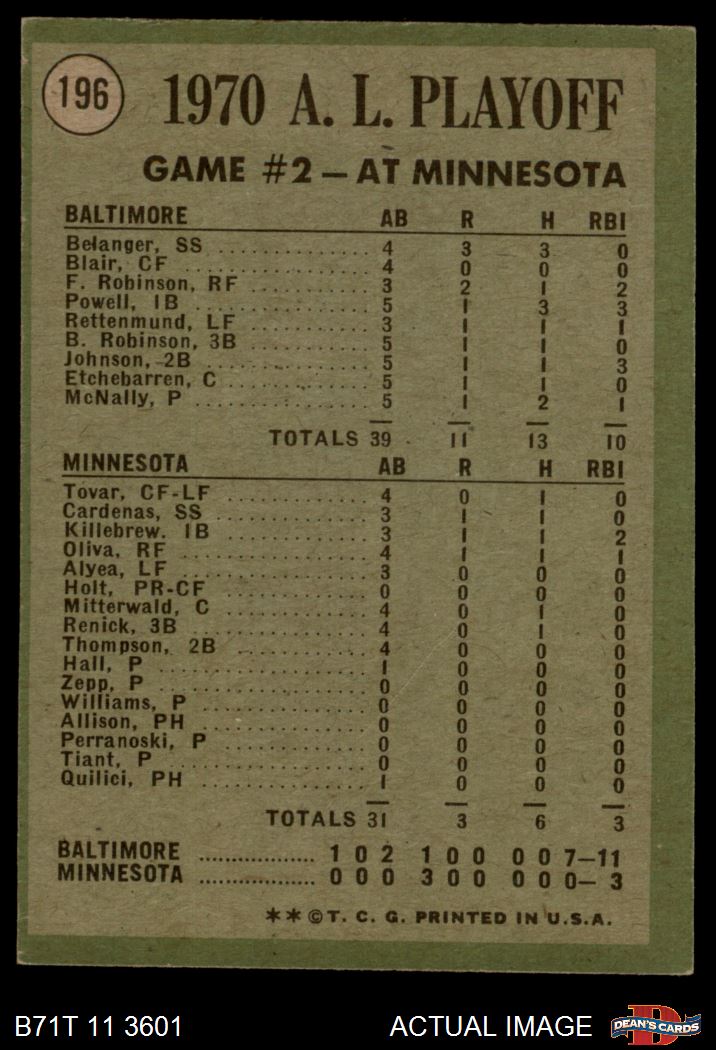 196
1970 A. L. PLAYOFF
GAME #2 — AT MINNESOTA
BALTIMORE AB R H RBI
Belanger, SS .............. 4 3 3 0
Blair, CF ................ 4 0 0 0
F. Robinson, RF .......... 3 2 1 2
Powell, 1B ............... 5 1 3 3
Rettenmund, LF ........... 3 1 1 1
B. Robinson, 3B .......... 5 1 1 0
Johnson, 2B .............. 5 1 1 3
Etchebarren, C ........... 5 1 1 0
McNally, P ............... 5 1 2 1
TOTALS 39 11 13 10
MINNESOTA AB R H RBI
Tovar, CF-LF ............ 4 0 1 0
Cardenas, SS ............. 3 1 1 0
Killebrew. 1B ............ 3 1 1 2
Oliva, RF ................ 4 1 1 1
Alyea, LF ................ 3 0 0 0
Holt, PR-CF .............. 0 0 0 0
Mitterwald, C ............ 4 0 1 0
Renick, 3B ............... 4 0 1 0
Thompson, 2B ............ 4 0 0 0
Hall, P .................. 1 0 0 0
Zepp, P .................. 0 0 0 0
Williams, P .............. 0 0 0 0
Allison, PH .............. 0 0 0 0
Perranoski, P ............ 0 0 0 0
Tiant, P ................. 0 0 0 0
Quilici, PH .............. 1 0 0 0
TOTALS 31 3 6 3
BALTIMORE .................. 1 0 2 1 0 0 0 0 7—11
MINNESOTA .................. 0 0 0 3 0 0 0 0 0— 3
**©T. C. G. PRINTED IN U.S.A.
B71T 11 3601 ACTUAL IMAGE D DEAN'S CARDS